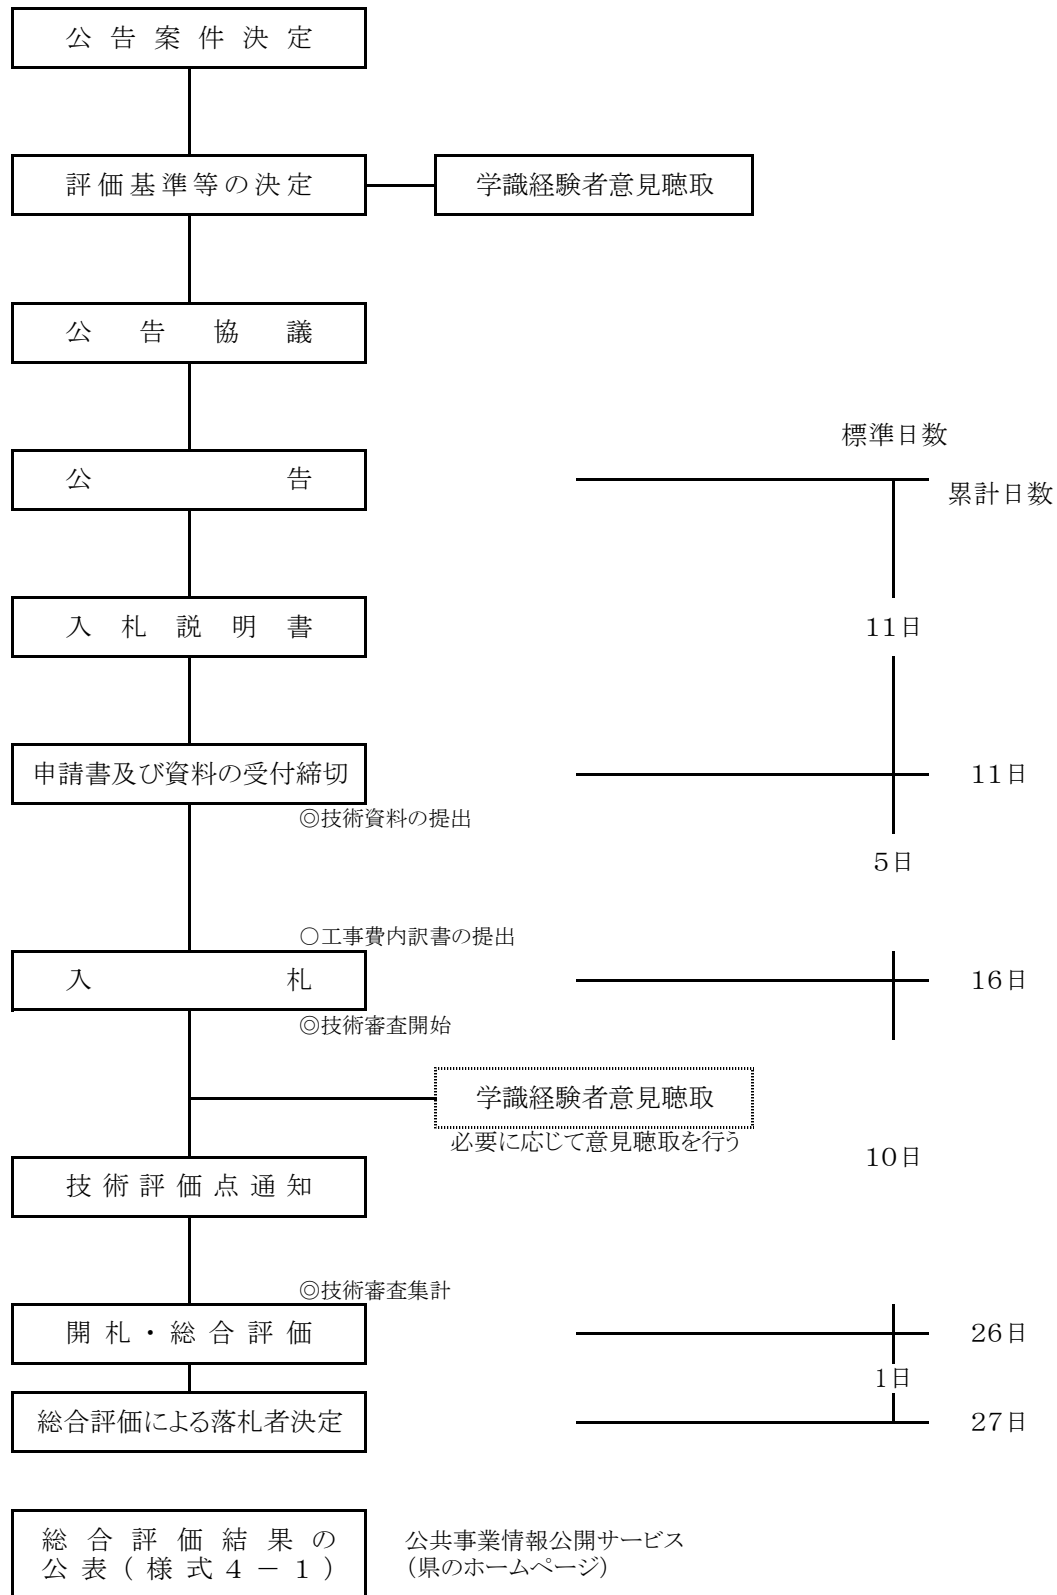 公告案件決定
評価基準等の決定
学識経験者意見聴取
公告協議
標準日数
公告
累計日数
入札説明書
11日
申請書及び資料の受付締切
11日
◎技術資料の提出
5日
○工事費内訳書の提出
入札
16日
◎技術審査開始
学識経験者意見聴取
必要に応じて意見聴取を行う
10日
技術評価点通知
◎技術審査集計
開札・総合評価
26日
1日
総合評価による落札者決定
27日
総合評価結果の
公表(様式4-1)
公共事業情報公開サービス
(県のホームページ)